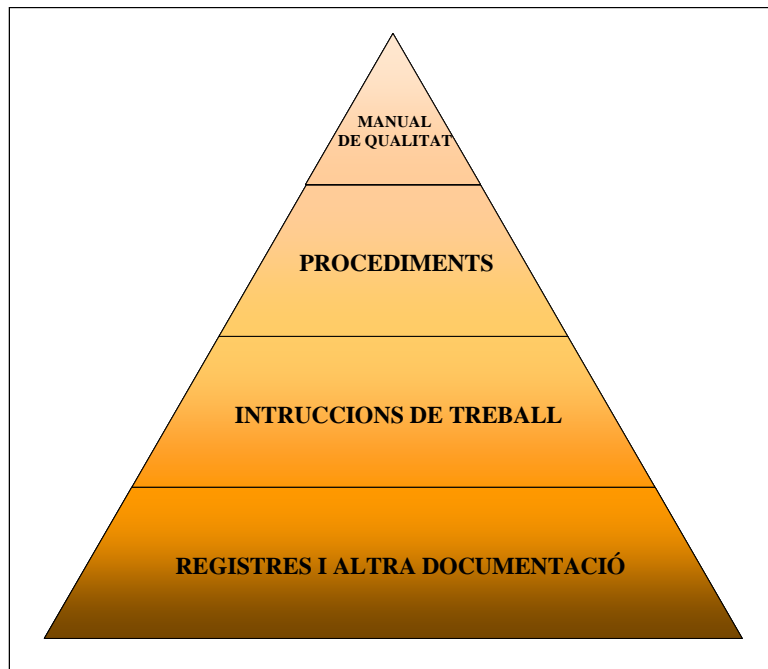 MANUAL
DE QUALITAT
PROCEDIMENTS
INTRUCCIONS DE TREBALL
REGISTRES I ALTRA DOCUMENTACIÓ